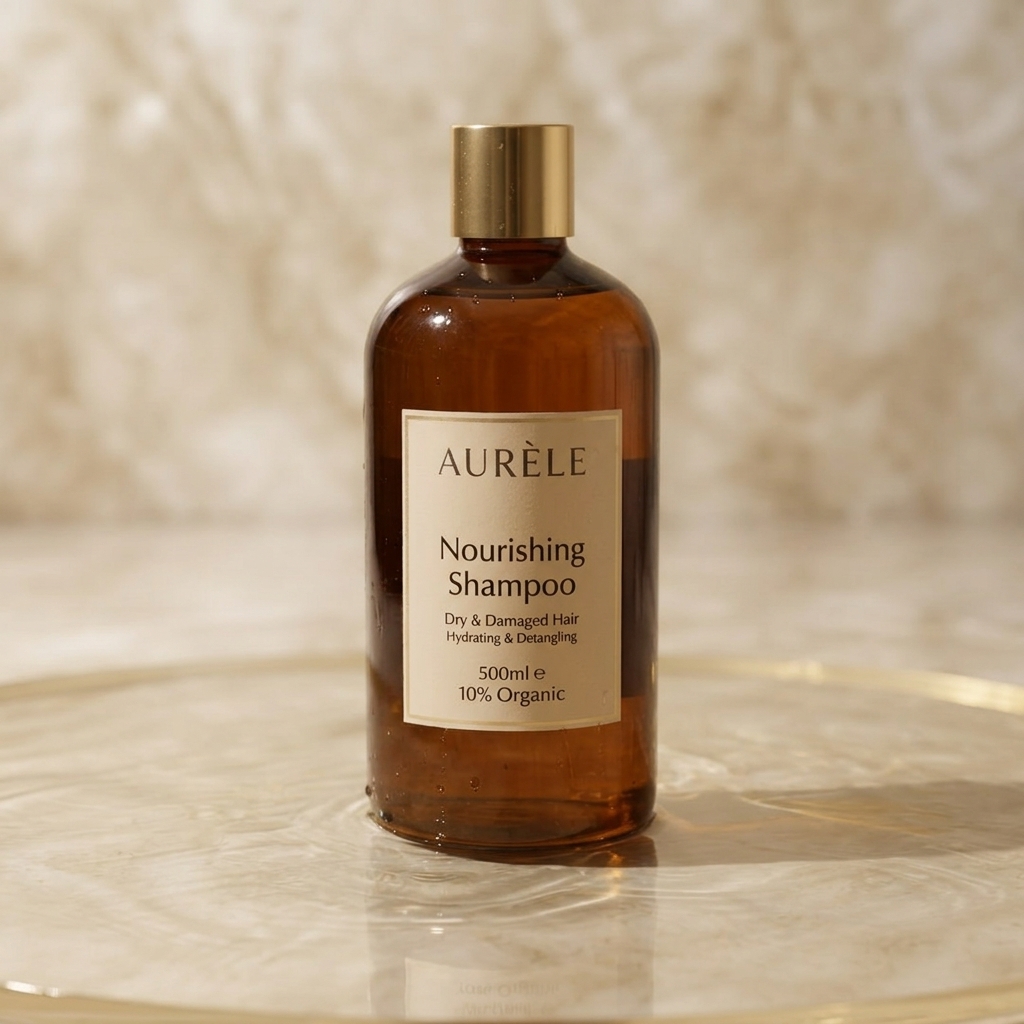 AURÈLE
Nourishing
Shampoo
Dry & Damaged Hair
Hydrating & Detangling
500ml ℮
10% Organic